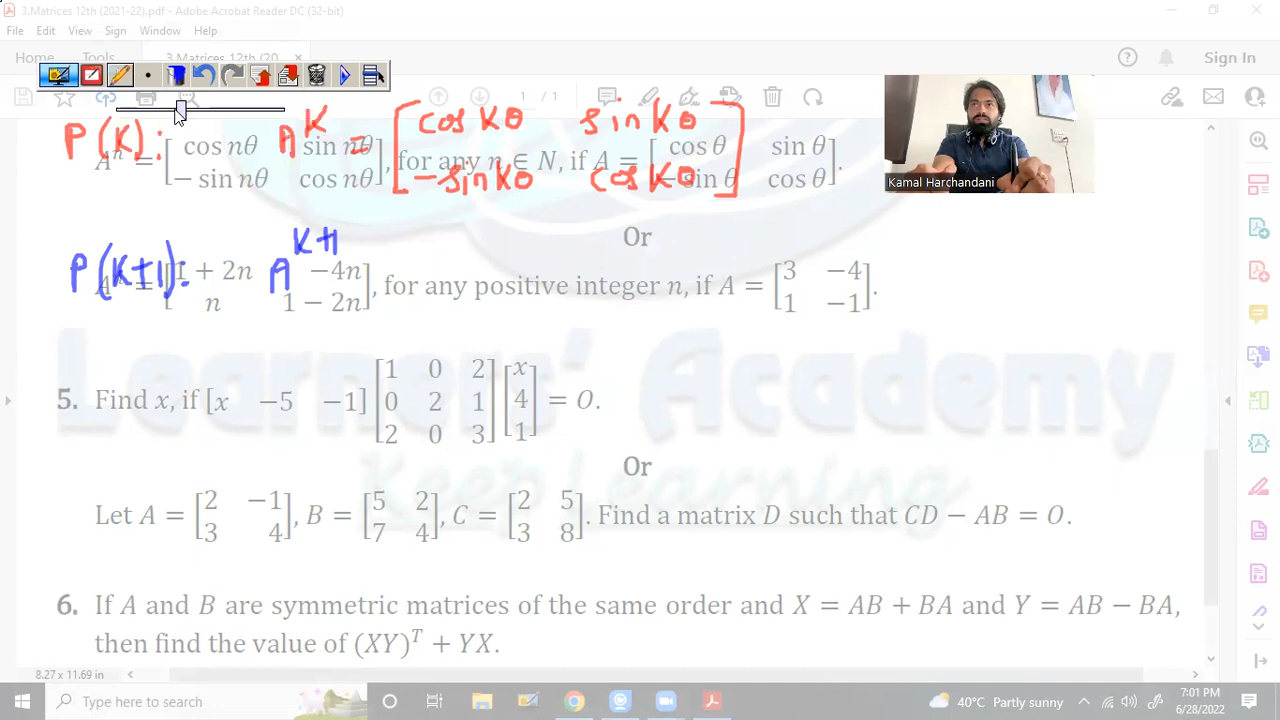 3.Matrices 12th (2021-22).pdf - Adobe Acrobat Reader DC (32-bit)
File Edit View Sign Window Help
Home Tools 3.Matrices 12th (20... × Sign In
1 / 1
P(K): A^K = [cos Kθ sin Kθ
-sin Kθ cos Kθ]
Aⁿ = [cos nθ sin nθ
− sin nθ cos nθ], for any n ∈ N, if A = [cos θ sin θ
− sin θ cos θ].
Kamal Harchandani
Or
P(K+1): A^K+1
Aⁿ = [1 + 2n −4n
n 1 − 2n], for any positive integer n, if A = [3 −4
1 −1].
Learners' Academy
Keep Learning
5. Find x, if [x −5 −1] [1 0 2
0 2 1
2 0 3] [x
4
1] = O.
Or
Let A = [2 −1
3 4], B = [5 2
7 4], C = [2 5
3 8]. Find a matrix D such that CD − AB = O.
6. If A and B are symmetric matrices of the same order and X = AB + BA and Y = AB − BA,
then find the value of (XY)ᵀ + YX.
8.27 x 11.69 in
Type here to search
40°C Partly sunny
7:01 PM
6/28/2022